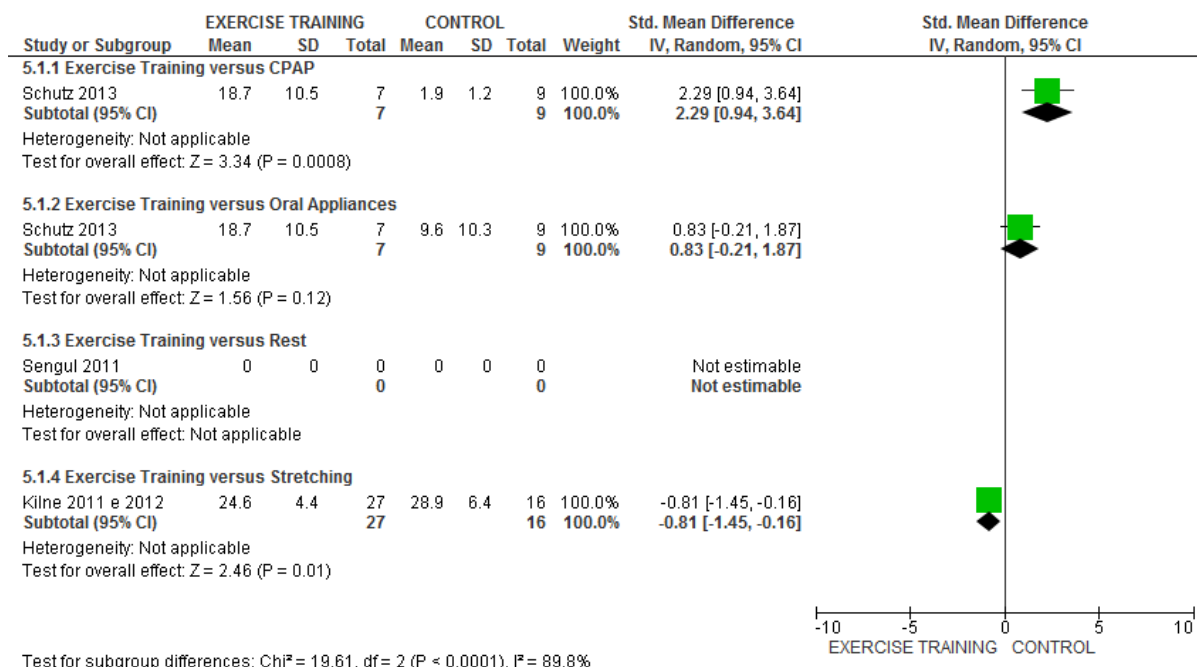 EXERCISE TRAINING CONTROL Std. Mean Difference Std. Mean Difference
Study or Subgroup Mean SD Total Mean SD Total Weight IV, Random, 95% CI IV, Random, 95% CI
5.1.1 Exercise Training versus CPAP
Schutz 2013 18.7 10.5 7 1.9 1.2 9 100.0% 2.29 [0.94, 3.64]
Subtotal (95% CI) 7 9 100.0% 2.29 [0.94, 3.64]
Heterogeneity: Not applicable
Test for overall effect: Z = 3.34 (P = 0.0008)
5.1.2 Exercise Training versus Oral Appliances
Schutz 2013 18.7 10.5 7 9.6 10.3 9 100.0% 0.83 [-0.21, 1.87]
Subtotal (95% CI) 7 9 100.0% 0.83 [-0.21, 1.87]
Heterogeneity: Not applicable
Test for overall effect: Z = 1.56 (P = 0.12)
5.1.3 Exercise Training versus Rest
Sengul 2011 0 0 0 0 0 0 Not estimable
Subtotal (95% CI) 0 0 Not estimable
Heterogeneity: Not applicable
Test for overall effect: Not applicable
5.1.4 Exercise Training versus Stretching
Kilne 2011 e 2012 24.6 4.4 27 28.9 6.4 16 100.0% -0.81 [-1.45, -0.16]
Subtotal (95% CI) 27 16 100.0% -0.81 [-1.45, -0.16]
Heterogeneity: Not applicable
Test for overall effect: Z = 2.46 (P = 0.01)
-10 -5 0 5 10
EXERCISE TRAINING CONTROL
Test for subgroup differences: Chi² = 19.61, df = 2 (P < 0.0001), I² = 89.8%